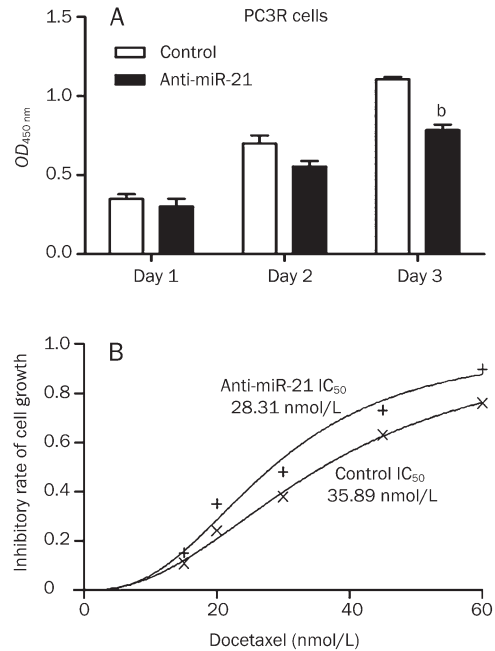 A
PC3R cells
1.5
1.0
0.5
0.0
OD450 nm
Control
Anti-miR-21
b
Day 1
Day 2
Day 3
B
1.0
0.8
0.6
0.4
0.2
0
Inhibitory rate of cell growth
Anti-miR-21 IC50
28.31 nmol/L
Control IC50
35.89 nmol/L
0
20
40
60
Docetaxel (nmol/L)